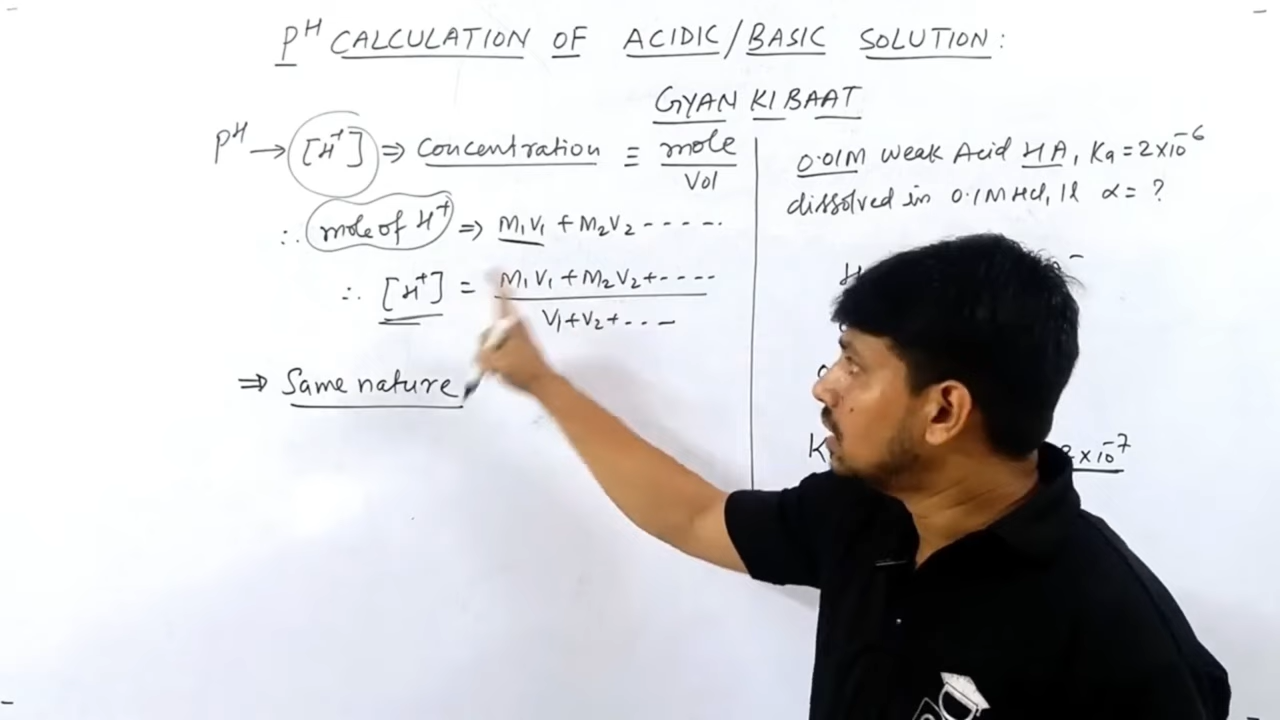 pH CALCULATION OF ACIDIC/BASIC SOLUTION:
GYAN KI BAAT
pH → [H⁺] ⇒ Concentration ≡ mole / Vol
∴ mole of H⁺ ⇒ M₁V₁ + M₂V₂ -----
∴ [H⁺] = M₁V₁ + M₂V₂ + ---- / V₁+V₂+---
⇒ Same nature
0.01M weak Acid HA, Ka = 2×10⁻⁶
dissolved in 0.1M HCl, 1l α = ?
K
2×10⁻⁷